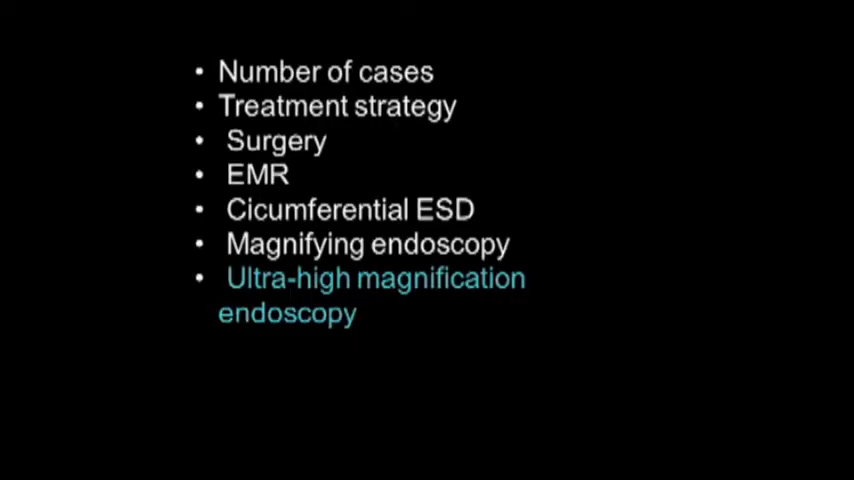 • Number of cases
• Treatment strategy
• Surgery
• EMR
• Cicumferential ESD
• Magnifying endoscopy
• Ultra-high magnification
endoscopy